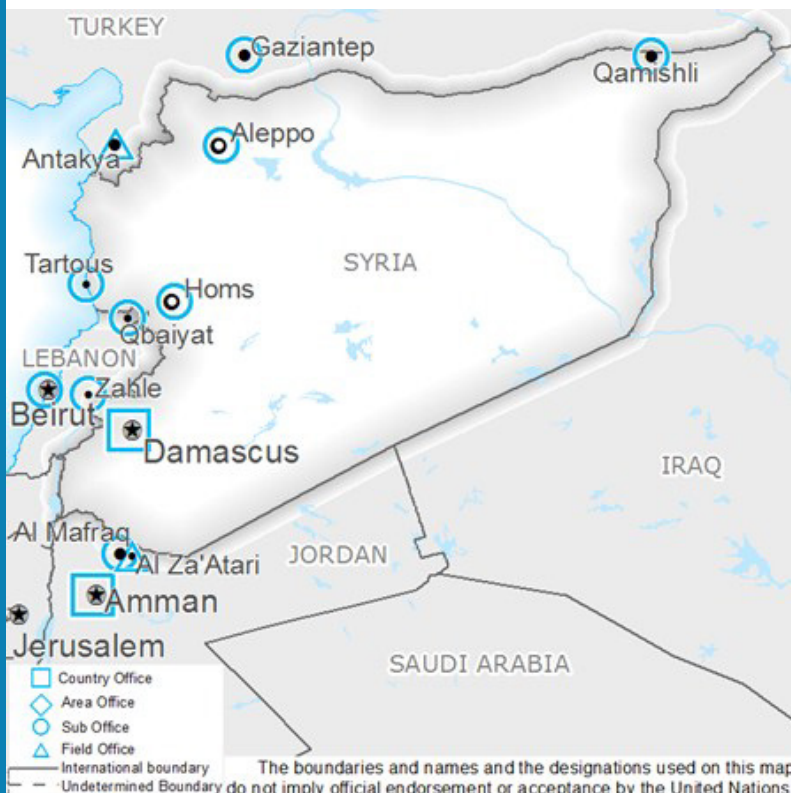 TURKEY
Gaziantep
Qamishli
Antakya
Aleppo
SYRIA
Tartous
Homs
Qbaiyat
LEBANON
Zahle
Beirut
Damascus
IRAQ
Al Mafraq
Al Za'Atari
JORDAN
Amman
Jerusalem
SAUDI ARABIA
Country Office
Area Office
Sub Office
Field Office
International boundary
The boundaries and names and the designations used on this map
Undetermined Boundary
do not imply official endorsement or acceptance by the United Nations